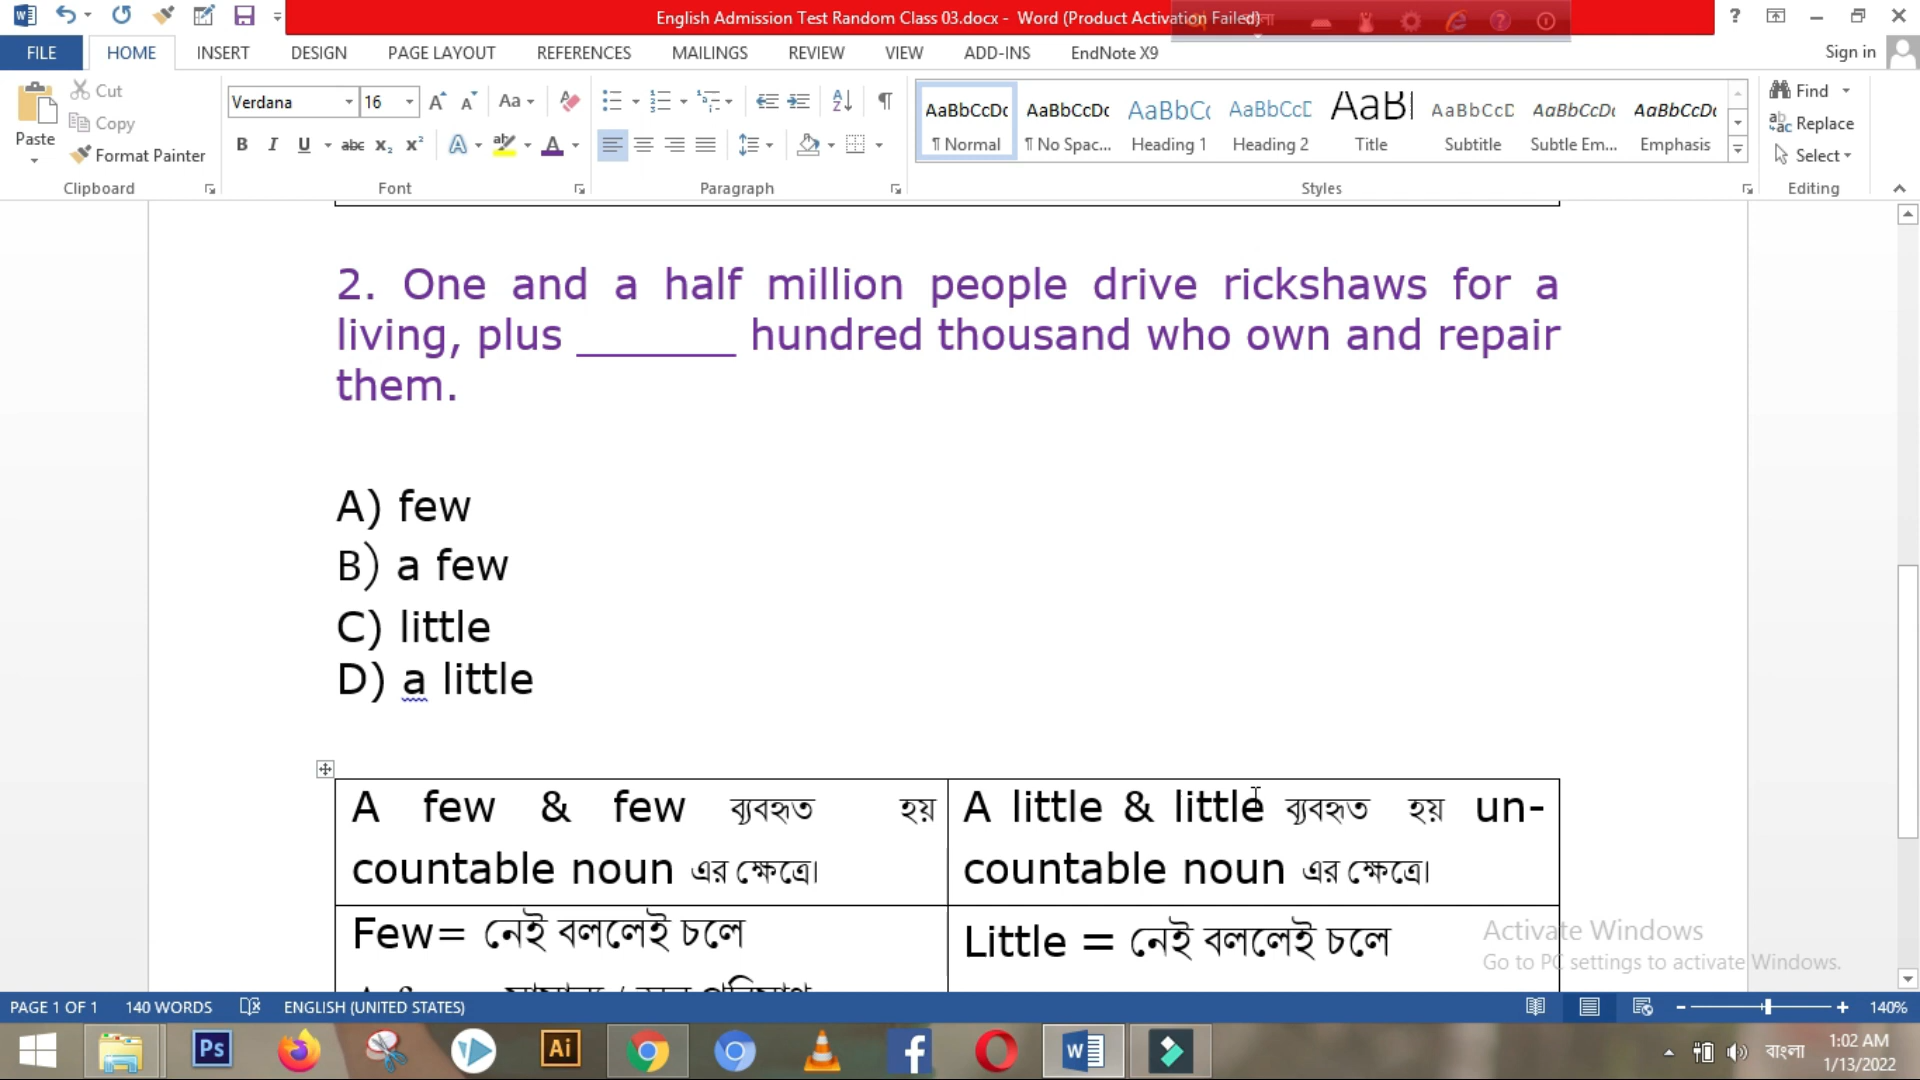 English Admission Test Random Class 03.docx - Word (Product Activation Failed)
FILE HOME INSERT DESIGN PAGE LAYOUT REFERENCES MAILINGS REVIEW VIEW ADD-INS EndNote X9 Sign in
Cut
Copy
Format Painter
Paste
Verdana 16
AaBbCcDc AaBbCcDc AaBbCc AaBbCcD AaBl AaBbCcD AaBbCcDc AaBbCcDc
¶ Normal ¶ No Spac... Heading 1 Heading 2 Title Subtitle Subtle Em... Emphasis
Find
Replace
Select
Clipboard Font Paragraph Styles Editing
2. One and a half million people drive rickshaws for a
living, plus _______ hundred thousand who own and repair
them.
A) few
B) a few
C) little
D) a little
A few & few ব্যবহৃত হয়
countable noun এর ক্ষেত্রে।
A little & little ব্যবহৃত হয় un-
countable noun এর ক্ষেত্রে।
Few= নেই বললেই চলে
Little = নেই বললেই চলে
Activate Windows
Go to PC settings to activate Windows.
PAGE 1 OF 1 140 WORDS ENGLISH (UNITED STATES) 140%
Ps Ai বাংলা
1:02 AM
1/13/2022